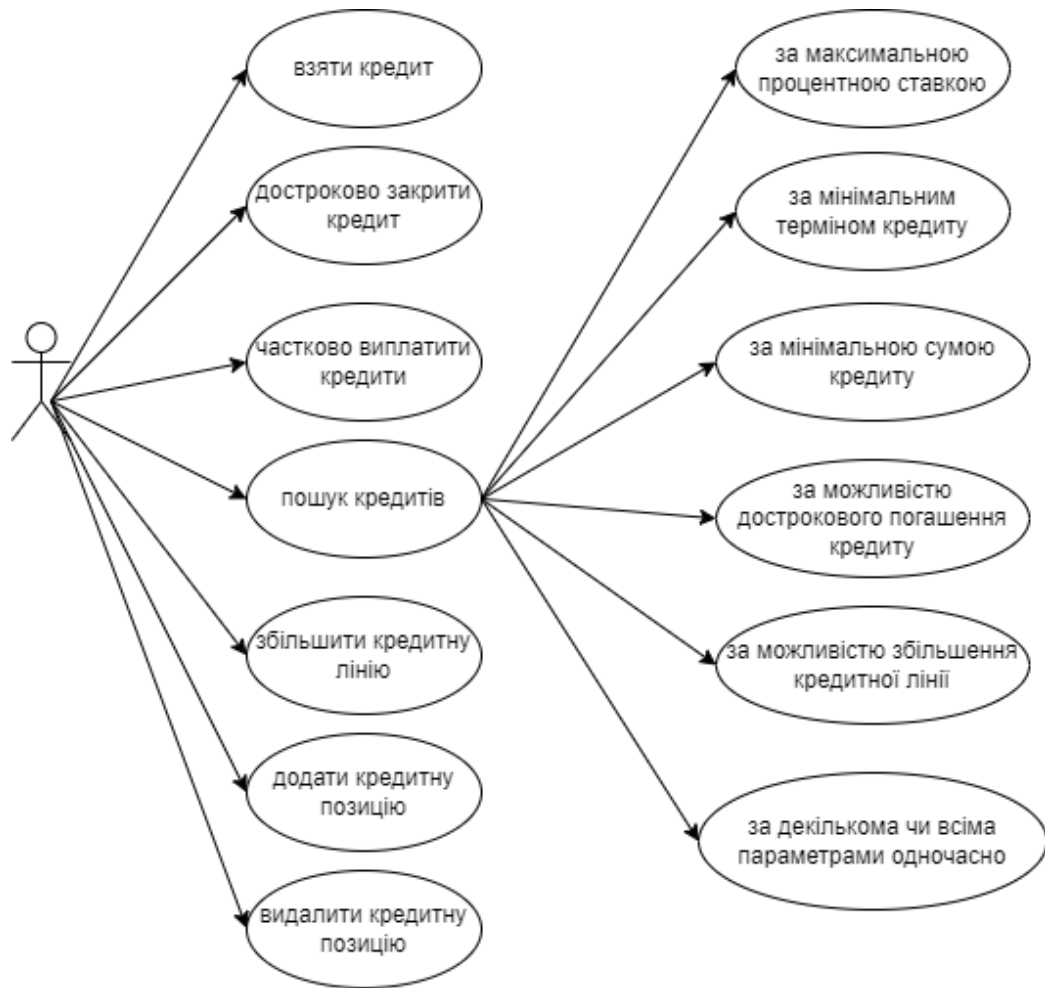 взяти кредит
достроково закрити
кредит
частково виплатити
кредити
пошук кредитів
збільшити кредитну
лінію
додати кредитну
позицію
видалити кредитну
позицію
за максимальною
процентною ставкою
за мінімальним
терміном кредиту
за мінімальною сумою
кредиту
за можливістю
дострокового погашення
кредиту
за можливістю збільшення
кредитної лінії
за декількома чи всіма
параметрами одночасно